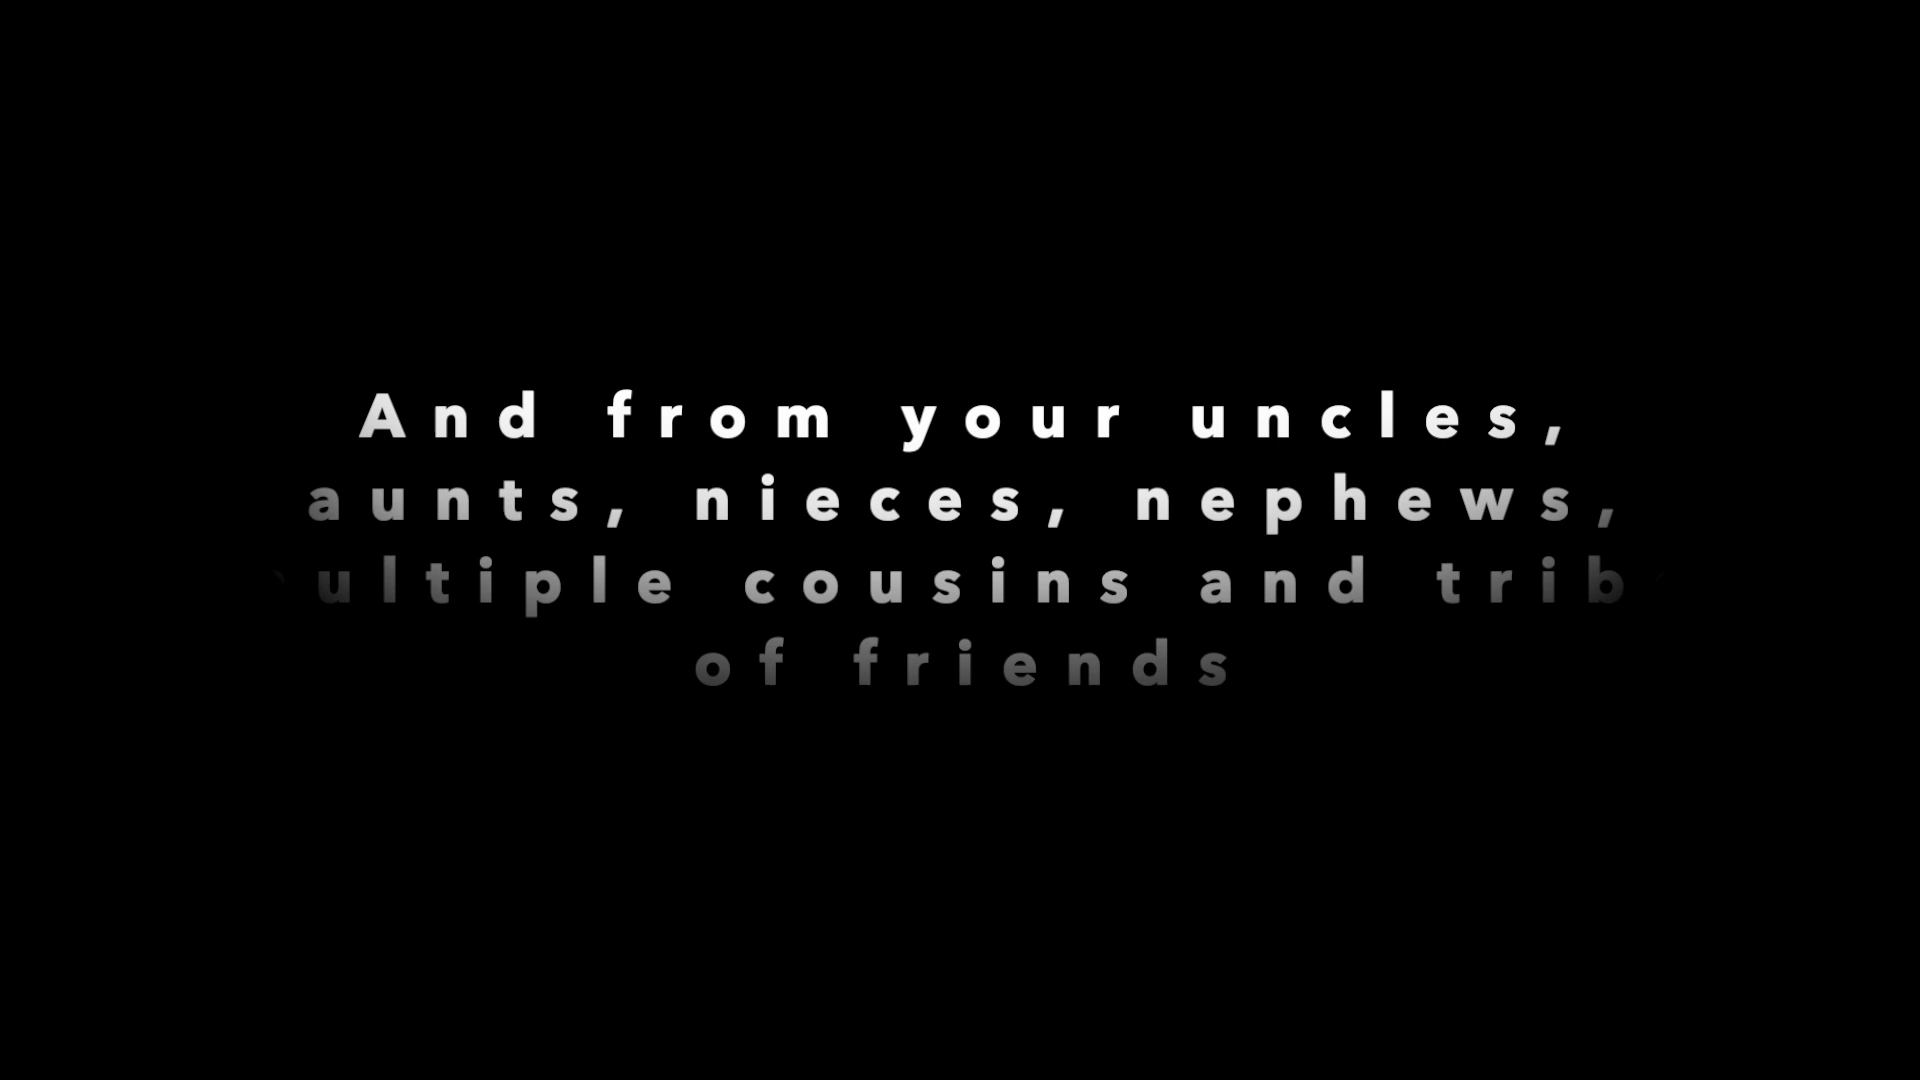 And from your uncles,
aunts, nieces, nephews,
ultiple cousins and trib
of friends